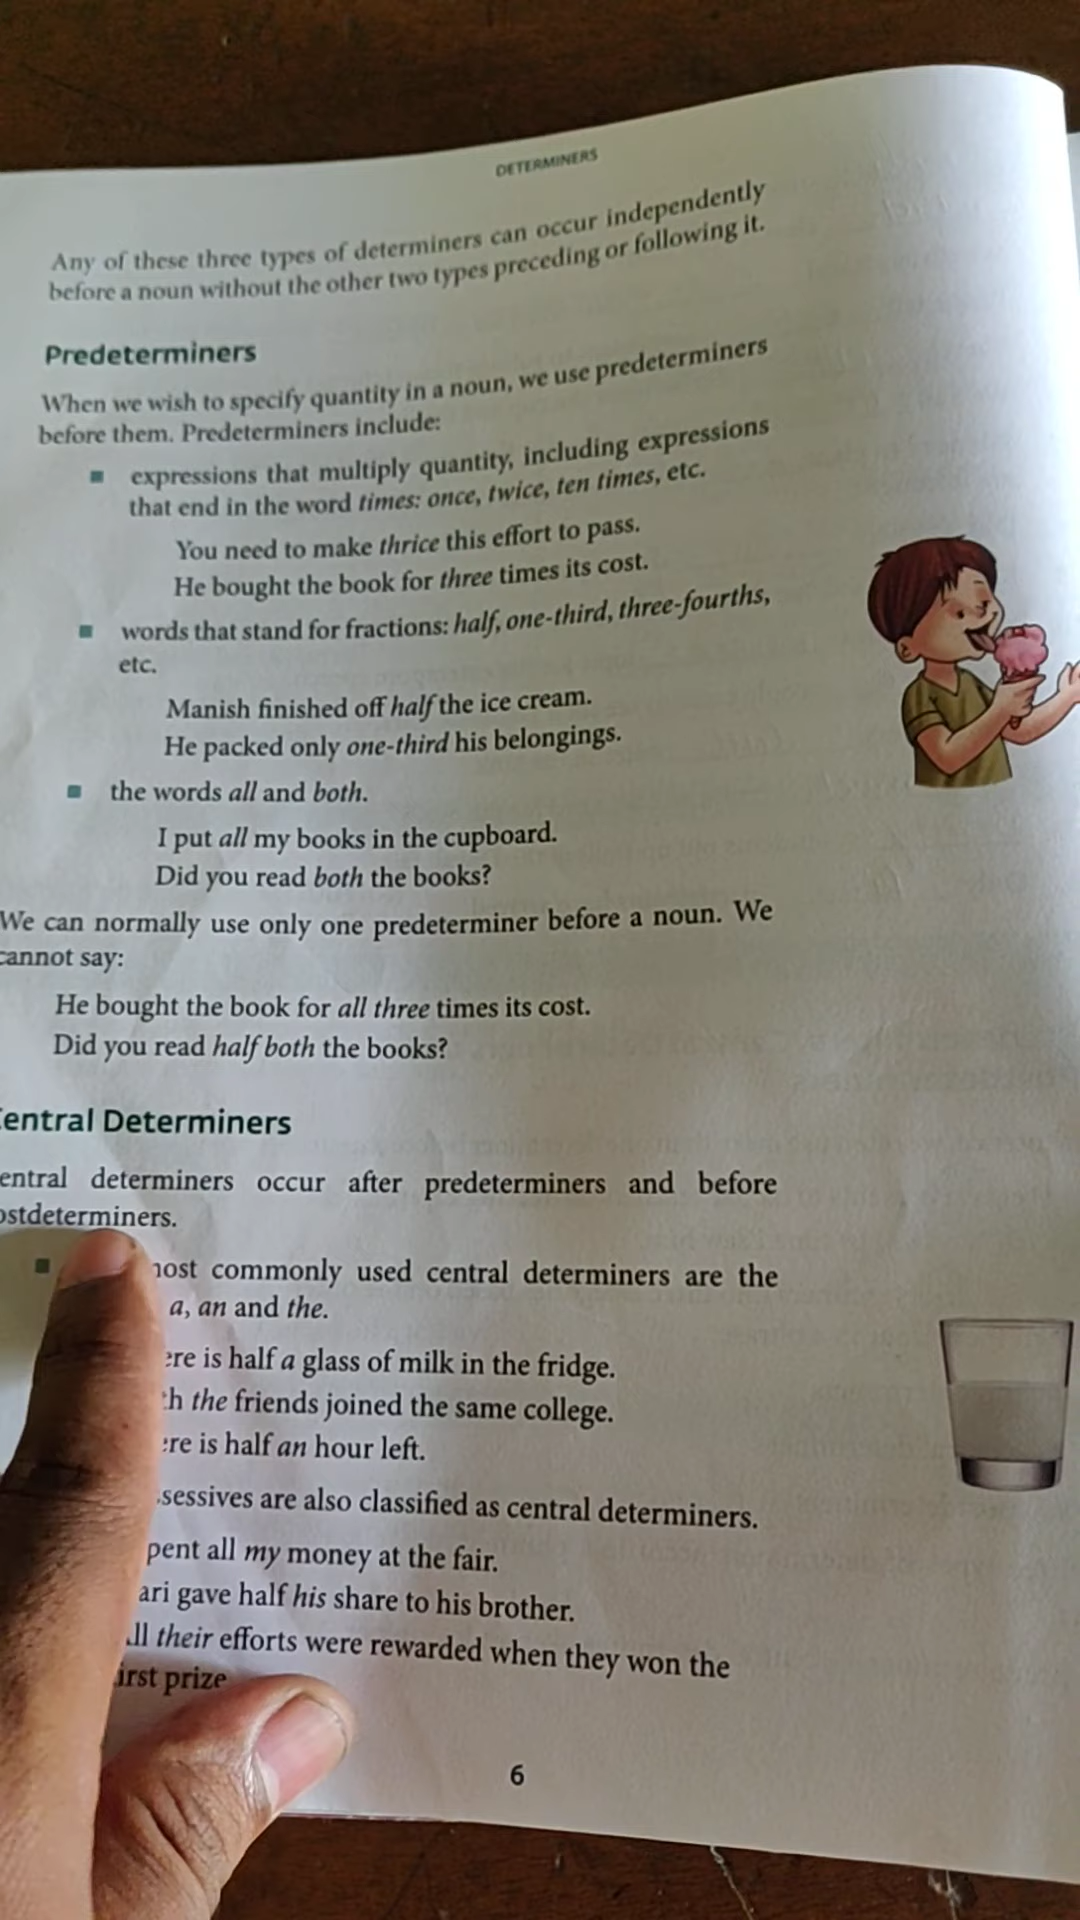 DETERMINERS
Any of these three types of determiners can occur independently
before a noun without the other two types preceding or following it.
Predeterminers
When we wish to specify quantity in a noun, we use predeterminers
before them. Predeterminers include:
expressions that multiply quantity, including expressions
that end in the word times: once, twice, ten times, etc.
You need to make thrice this effort to pass.
He bought the book for three times its cost.
words that stand for fractions: half, one-third, three-fourths,
etc.
Manish finished off half the ice cream.
He packed only one-third his belongings.
the words all and both.
I put all my books in the cupboard.
Did you read both the books?
We can normally use only one predeterminer before a noun. We
cannot say:
He bought the book for all three times its cost.
Did you read half both the books?
Central Determiners
entral determiners occur after predeterminers and before
ostdeterminers.
most commonly used central determiners are the
a, an and the.
ere is half a glass of milk in the fridge.
th the friends joined the same college.
ere is half an hour left.
ssessives are also classified as central determiners.
pent all my money at the fair.
ari gave half his share to his brother.
ll their efforts were rewarded when they won the
irst prize
6